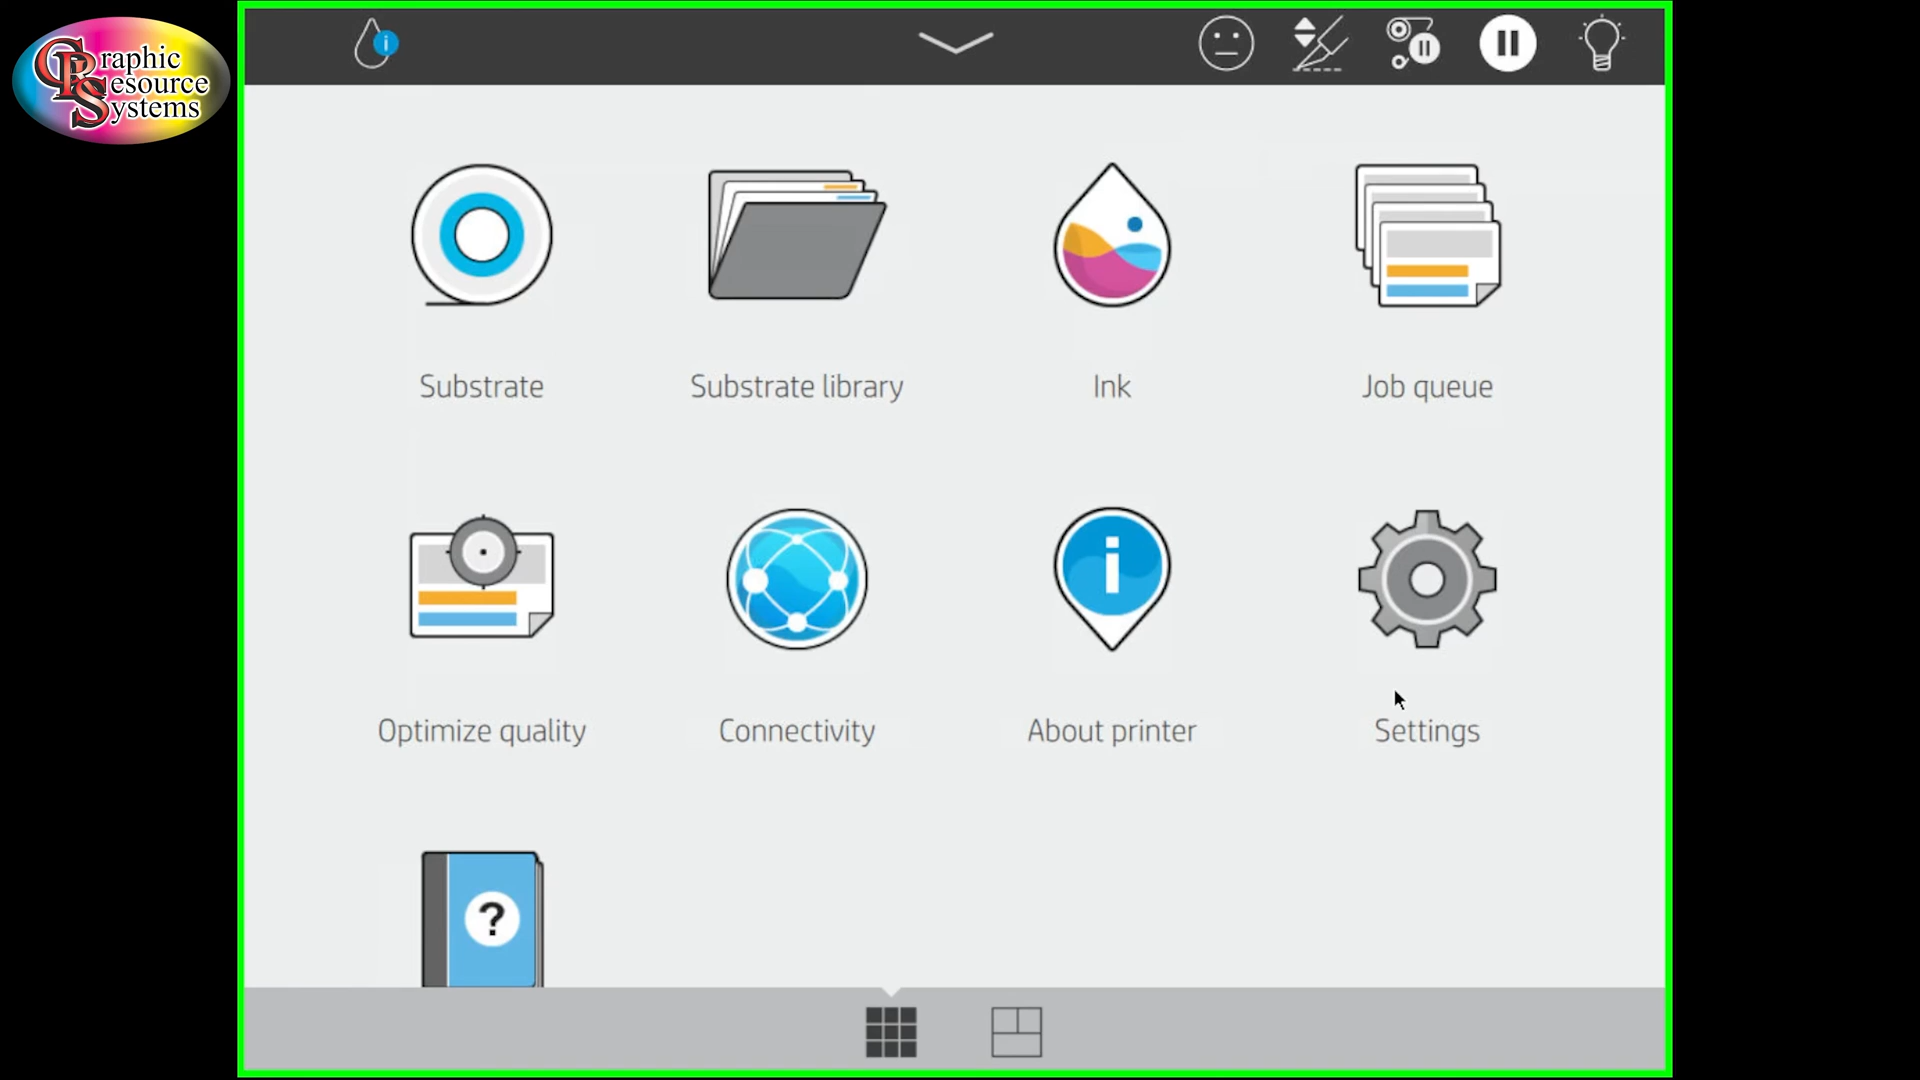 Graphic
Resource
Systems
i
Substrate
Substrate library
Ink
Job queue
i
Optimize quality
Connectivity
About printer
Settings
?